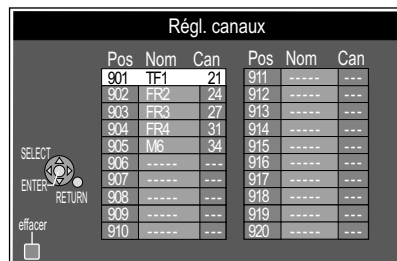 Régl. canaux
Pos Nom Can Pos Nom Can
901 TF1 21 911 ----- ---
902 FR2 24 912 ----- ---
903 FR3 27 913 ----- ---
904 FR4 31 914 ----- ---
905 M6 34 915 ----- ---
906 ----- --- 916 ----- ---
907 ----- --- 917 ----- ---
908 ----- --- 918 ----- ---
909 ----- --- 919 ----- ---
910 ----- --- 920 ----- ---
SELECT
ENTER
RETURN
effacer